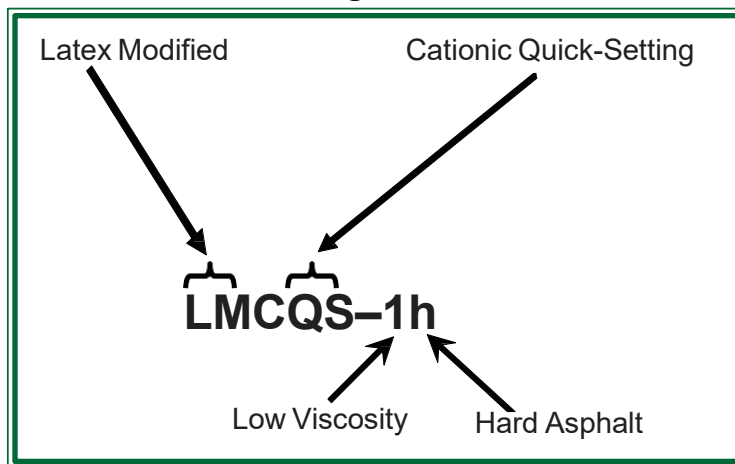 Latex Modified
Cationic Quick-Setting
LMCQS–1h
Low Viscosity
Hard Asphalt